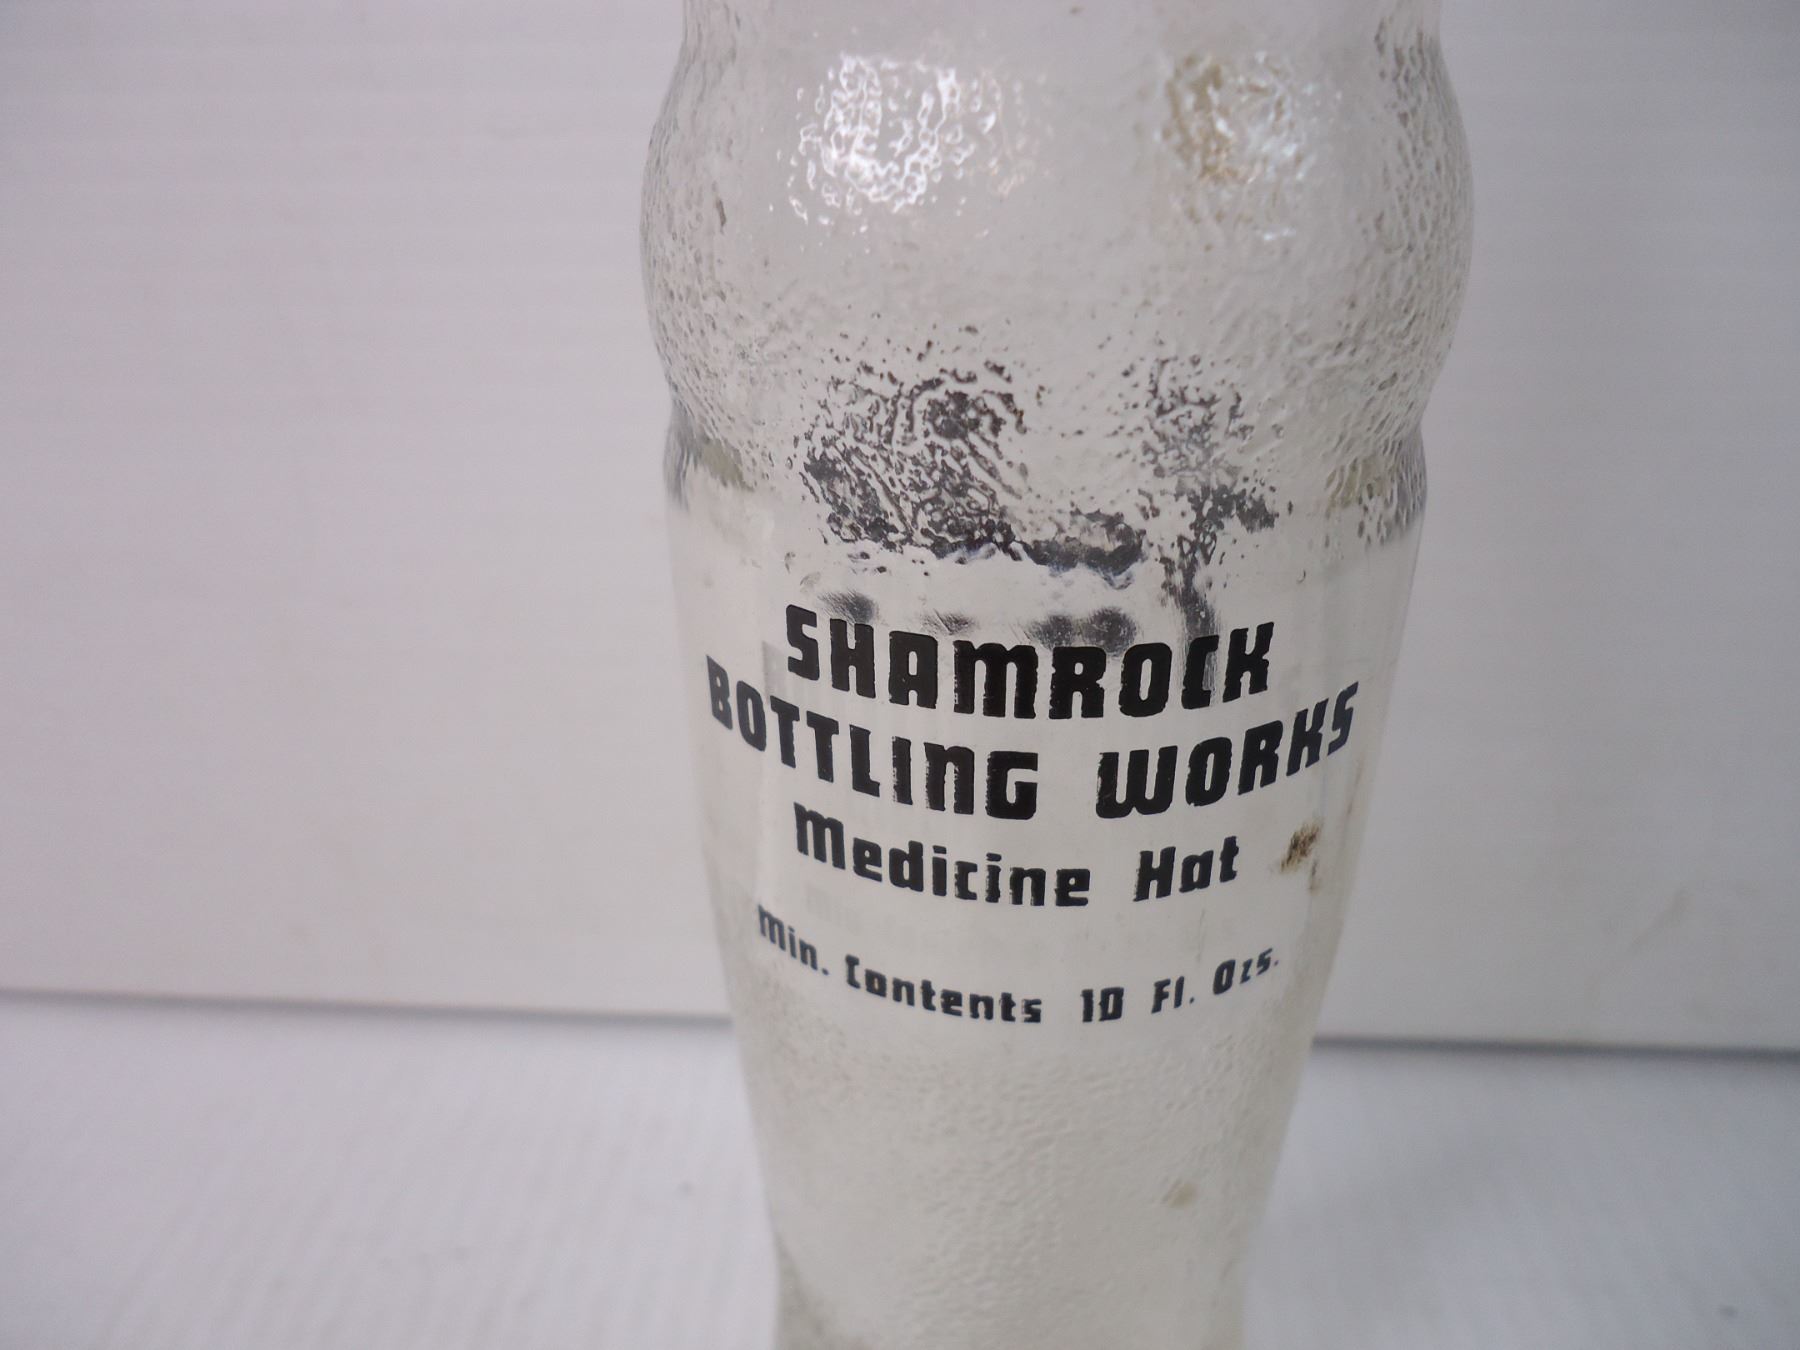 SHAMROCK
BOTTLING WORKS
Medicine Hat
Min. Contents 10 Fl. Ozs.